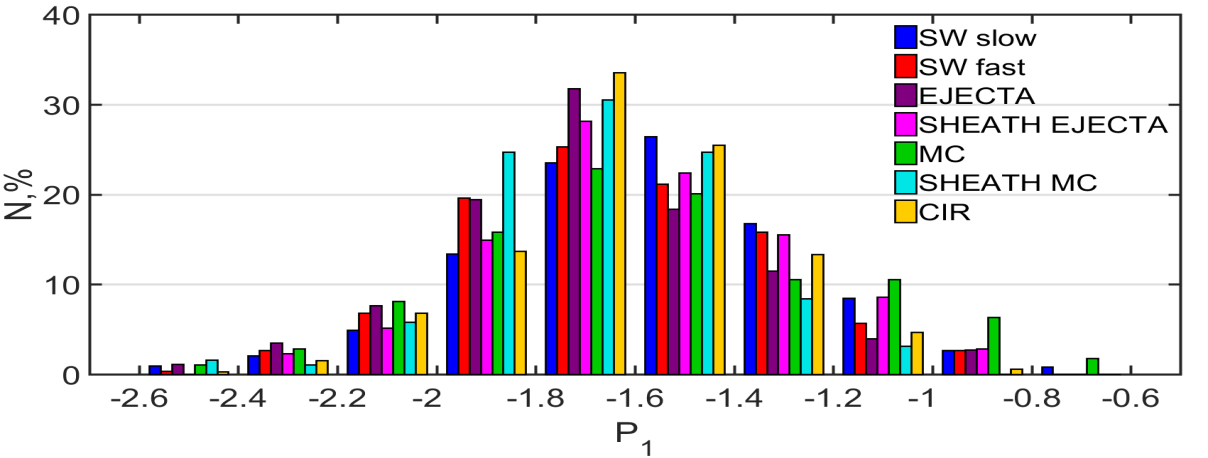 40
30
20
10
0
N,%
SW slow
SW fast
EJECTA
SHEATH EJECTA
MC
SHEATH MC
CIR
-2.6 -2.4 -2.2 -2 -1.8 -1.6 -1.4 -1.2 -1 -0.8 -0.6
P1